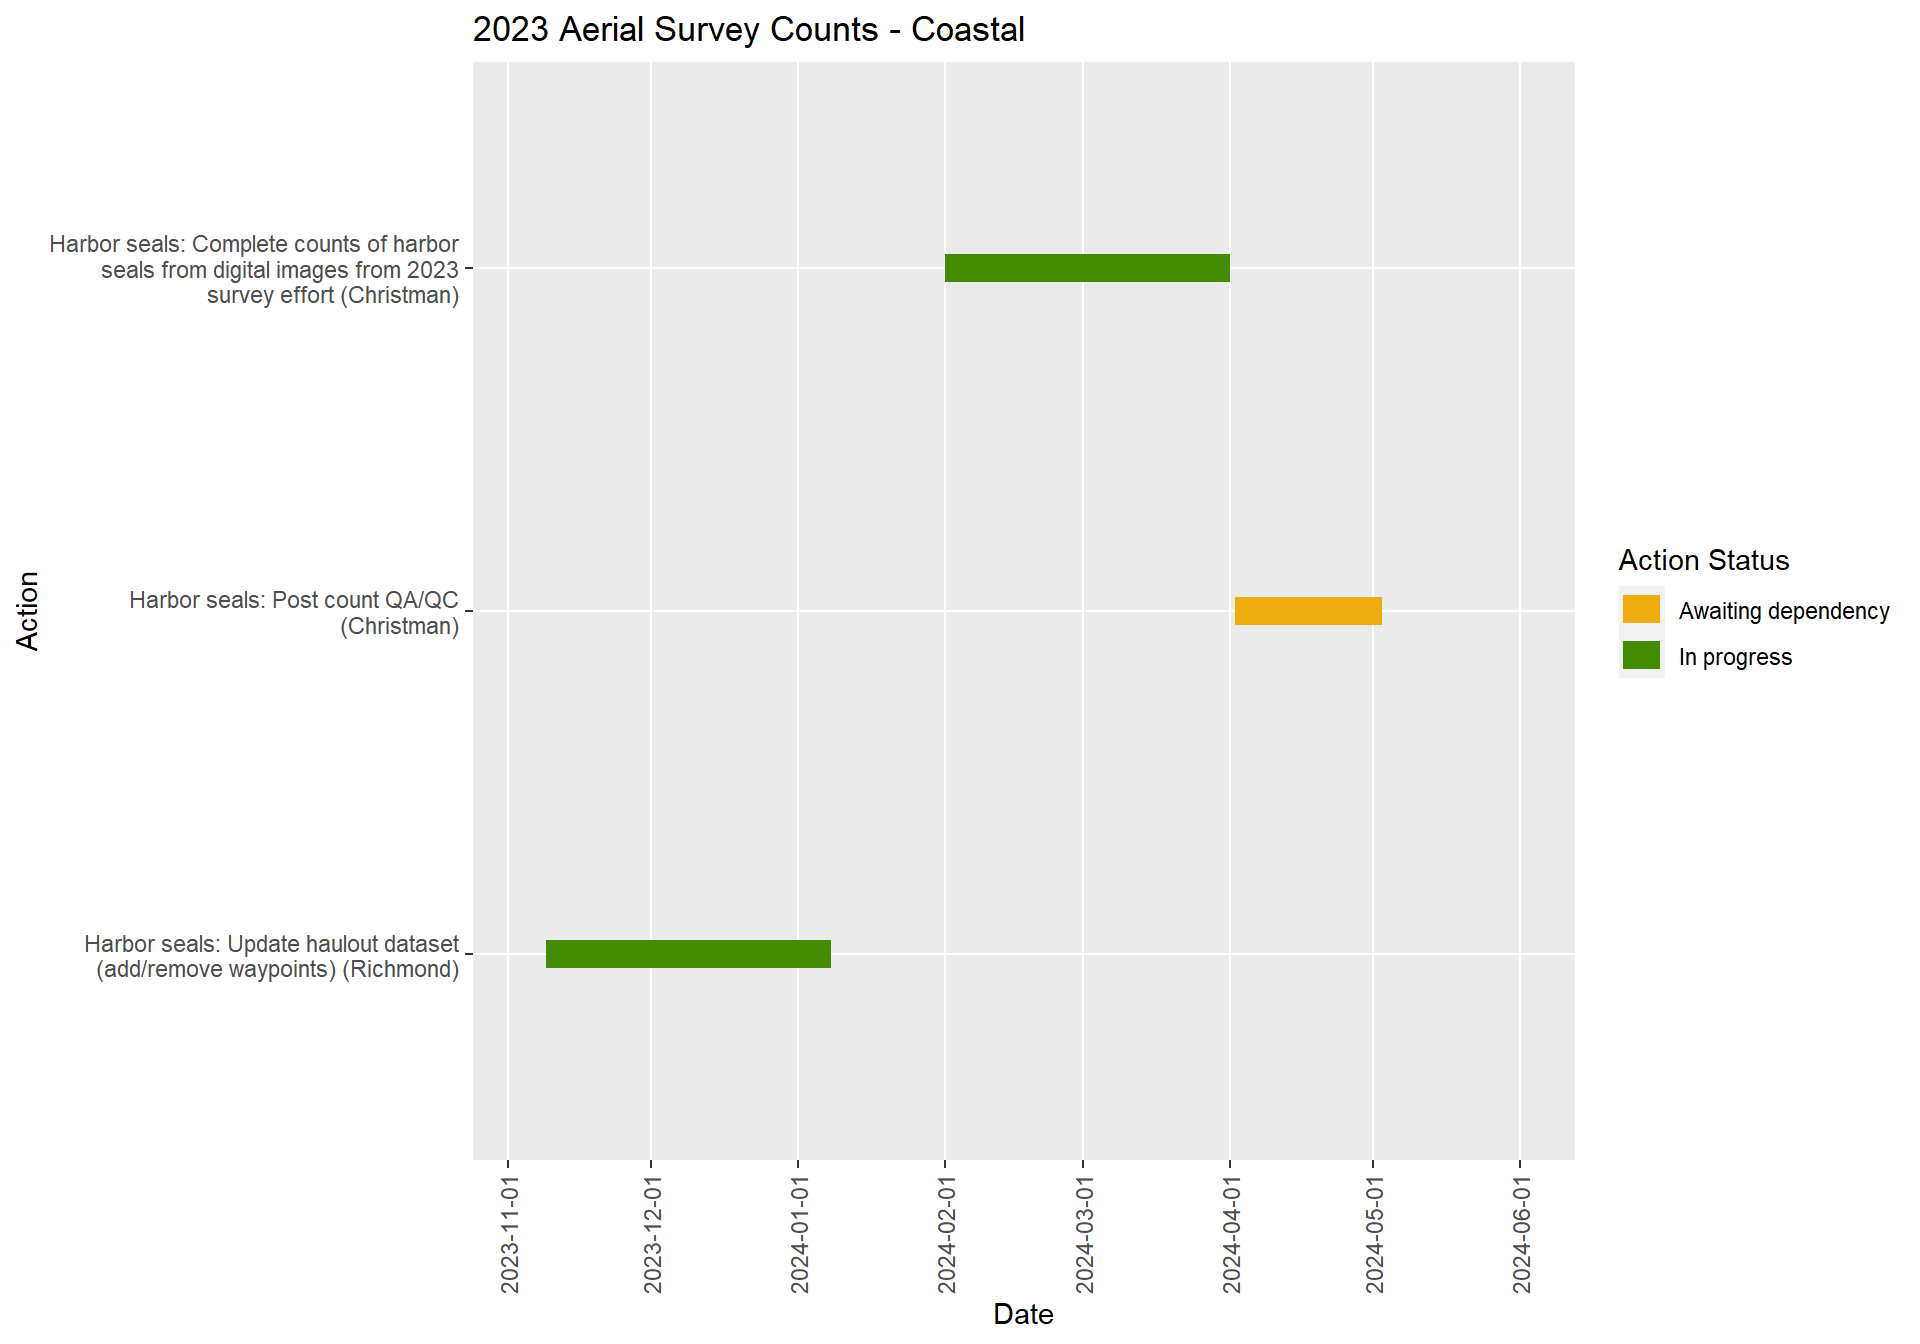 2023 Aerial Survey Counts - Coastal
Action
Harbor seals: Complete counts of harbor
seals from digital images from 2023
survey effort (Christman)
Harbor seals: Post count QA/QC
(Christman)
Harbor seals: Update haulout dataset
(add/remove waypoints) (Richmond)
2023-11-01
2023-12-01
2024-01-01
2024-02-01
2024-03-01
2024-04-01
2024-05-01
2024-06-01
Date
Action Status
Awaiting dependency
In progress